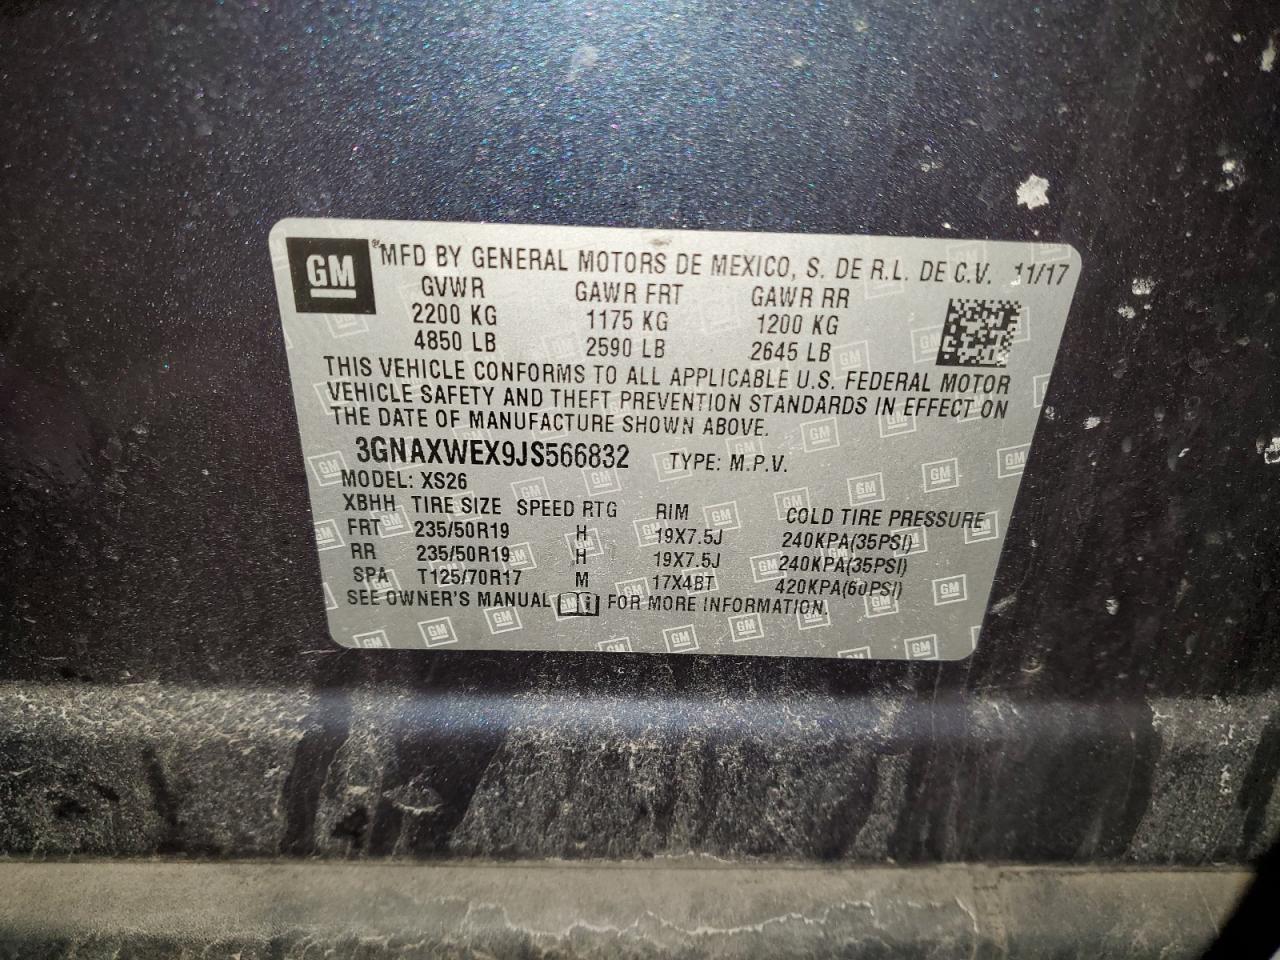 GM MFD BY GENERAL MOTORS DE MEXICO, S. DE R.L. DE C.V. 11/17
GVWR GAWR FRT GAWR RR
2200 KG 1175 KG 1200 KG
4850 LB 2590 LB 2645 LB
THIS VEHICLE CONFORMS TO ALL APPLICABLE U.S. FEDERAL MOTOR
VEHICLE SAFETY AND THEFT PREVENTION STANDARDS IN EFFECT ON
THE DATE OF MANUFACTURE SHOWN ABOVE.
3GNAXWEX9JS566832 TYPE: M.P.V.
MODEL: XS26
XBHH TIRE SIZE SPEED RTG RIM COLD TIRE PRESSURE
FRT 235/50R19 H 19X7.5J 240KPA(35PSI)
RR 235/50R19 H 19X7.5J 240KPA(35PSI)
SPA T125/70R17 M 17X4BT 420KPA(60PSI)
SEE OWNER'S MANUAL FOR MORE INFORMATION.